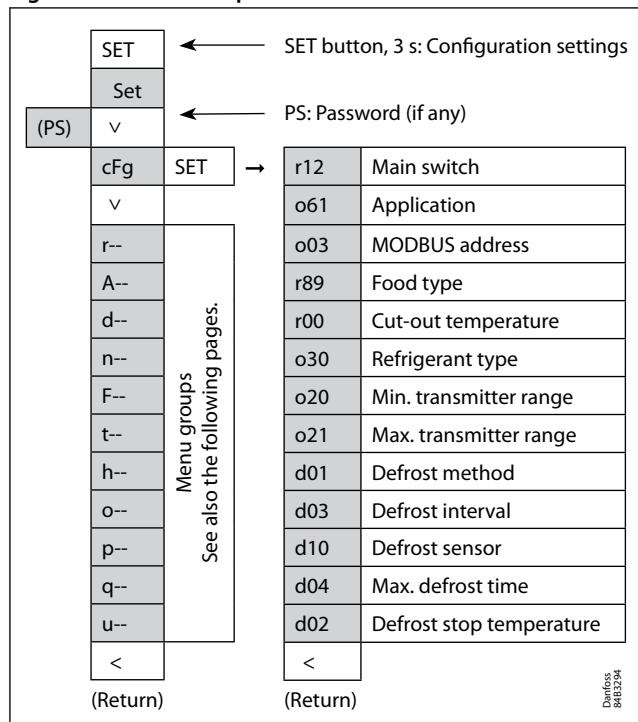 SET
SET button, 3 s: Configuration settings
Set
PS: Password (if any)
(PS) ˅
cFg SET → r12 Main switch
˅ o61 Application
r-- o03 MODBUS address
A-- r89 Food type
d-- r00 Cut-out temperature
n-- o30 Refrigerant type
F-- o20 Min. transmitter range
t-- o21 Max. transmitter range
h-- d01 Defrost method
o-- d03 Defrost interval
p-- d10 Defrost sensor
q-- d04 Max. defrost time
u-- d02 Defrost stop temperature
Menu groups
See also the following pages.
< <
(Return) (Return)
Danfoss
84B3294